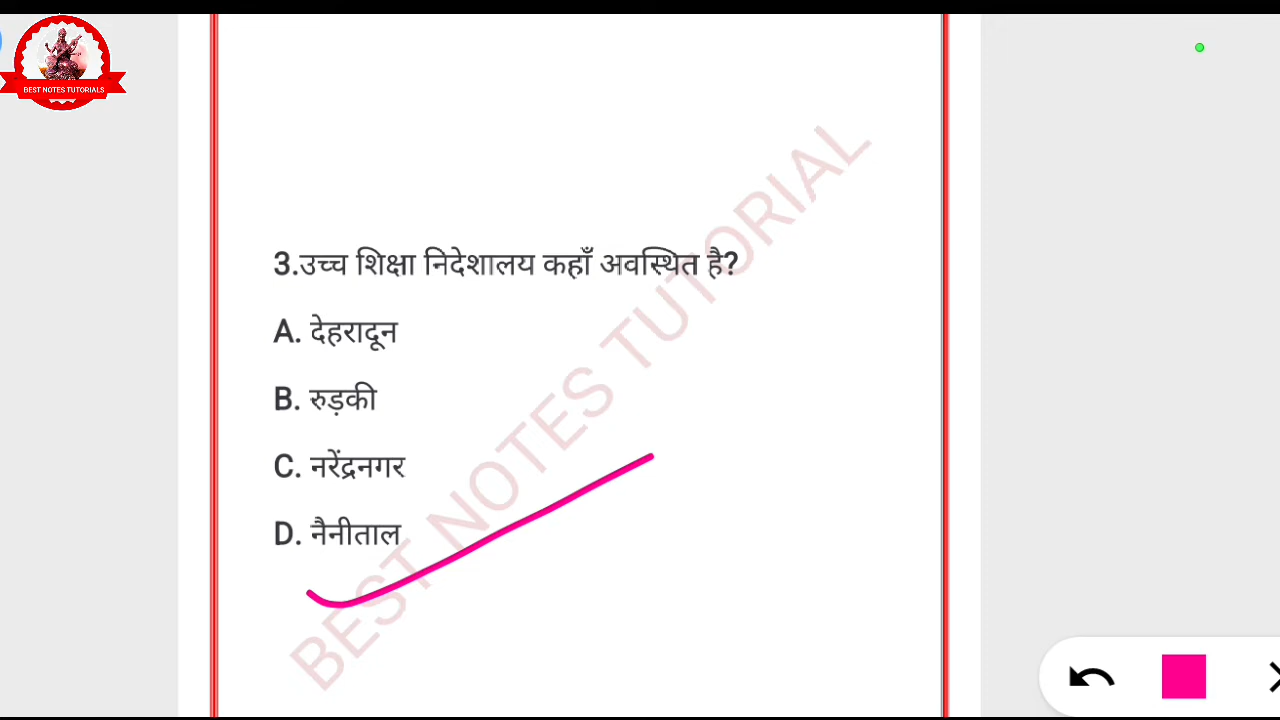 BEST NOTES TUTORIALS
3.उच्च शिक्षा निदेशालय कहाँ अवस्थित है?
A. देहरादून
B. रुड़की
C. नरेंद्रनगर
D. नैनीताल
BEST NOTES TUTORIAL